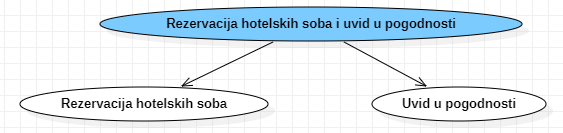 Rezervacija hotelskih soba i uvid u pogodnosti
Rezervacija hotelskih soba
Uvid u pogodnosti